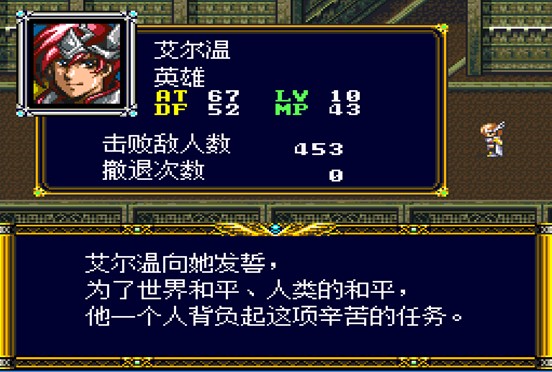 艾尔温
英雄
AT 67 LV 10
DF 52 MP 43
击败敌人数 453
撤退次数 0
艾尔温向她发誓，
为了世界和平、人类的和平，
他一个人背负起这项辛苦的任务。